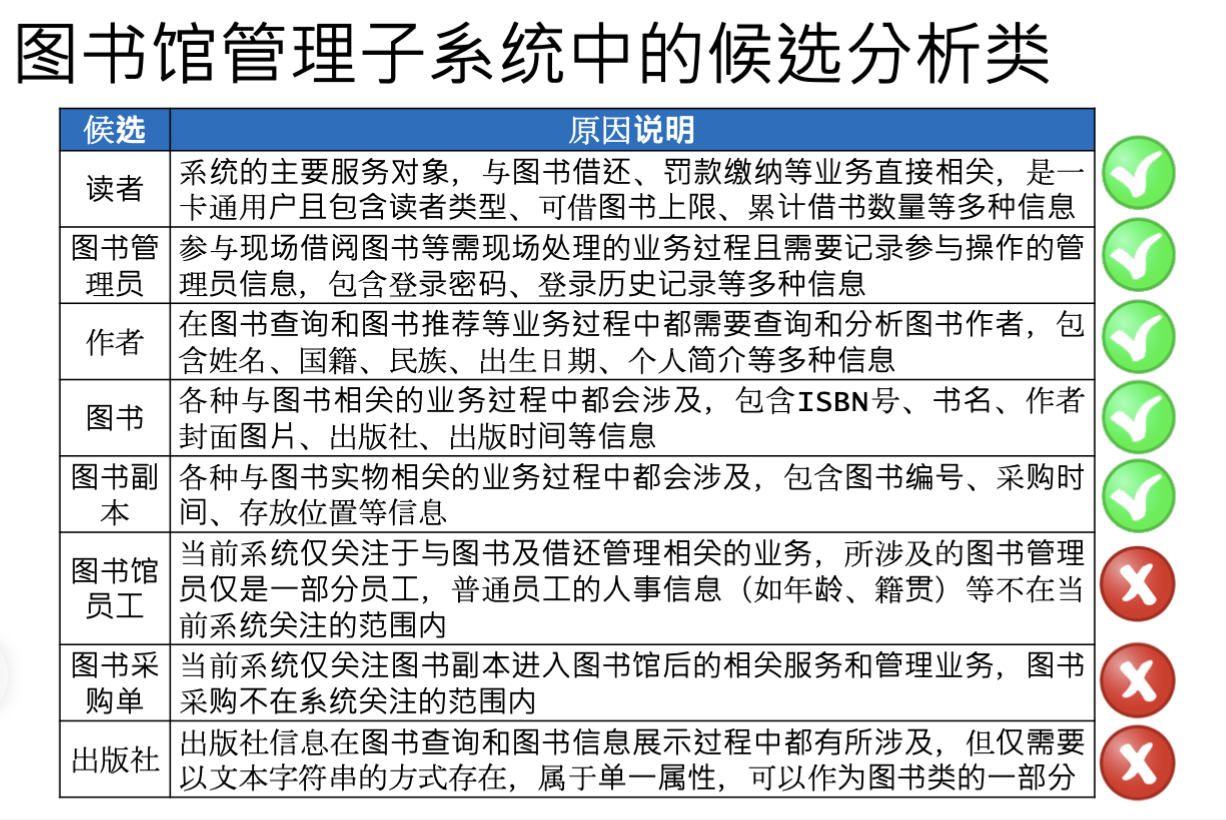 图书馆管理子系统中的候选分析类
候选
原因说明
读者
系统的主要服务对象，与图书借还、罚款缴纳等业务直接相关，是一
卡通用户且包含读者类型、可借图书上限、累计借书数量等多种信息
图书管
理员
参与现场借阅图书等需现场处理的业务过程且需要记录参与操作的管
理员信息，包含登录密码、登录历史记录等多种信息
作者
在图书查询和图书推荐等业务过程中都需要查询和分析图书作者，包
含姓名、国籍、民族、出生日期、个人简介等多种信息
图书
各种与图书相关的业务过程中都会涉及，包含ISBN号、书名、作者
封面图片、出版社、出版时间等信息
图书副
本
各种与图书实物相关的业务过程中都会涉及，包含图书编号、采购时
间、存放位置等信息
图书馆
员工
当前系统仅关注于与图书及借还管理相关的业务，所涉及的图书管理
员仅是一部分员工，普通员工的人事信息（如年龄、籍贯）等不在当
前系统关注的范围内
图书采
购单
当前系统仅关注图书副本进入图书馆后的相关服务和管理业务，图书
采购不在系统关注的范围内
出版社
出版社信息在图书查询和图书信息展示过程中都有所涉及，但仅需要
以文本字符串的方式存在，属于单一属性，可以作为图书类的一部分